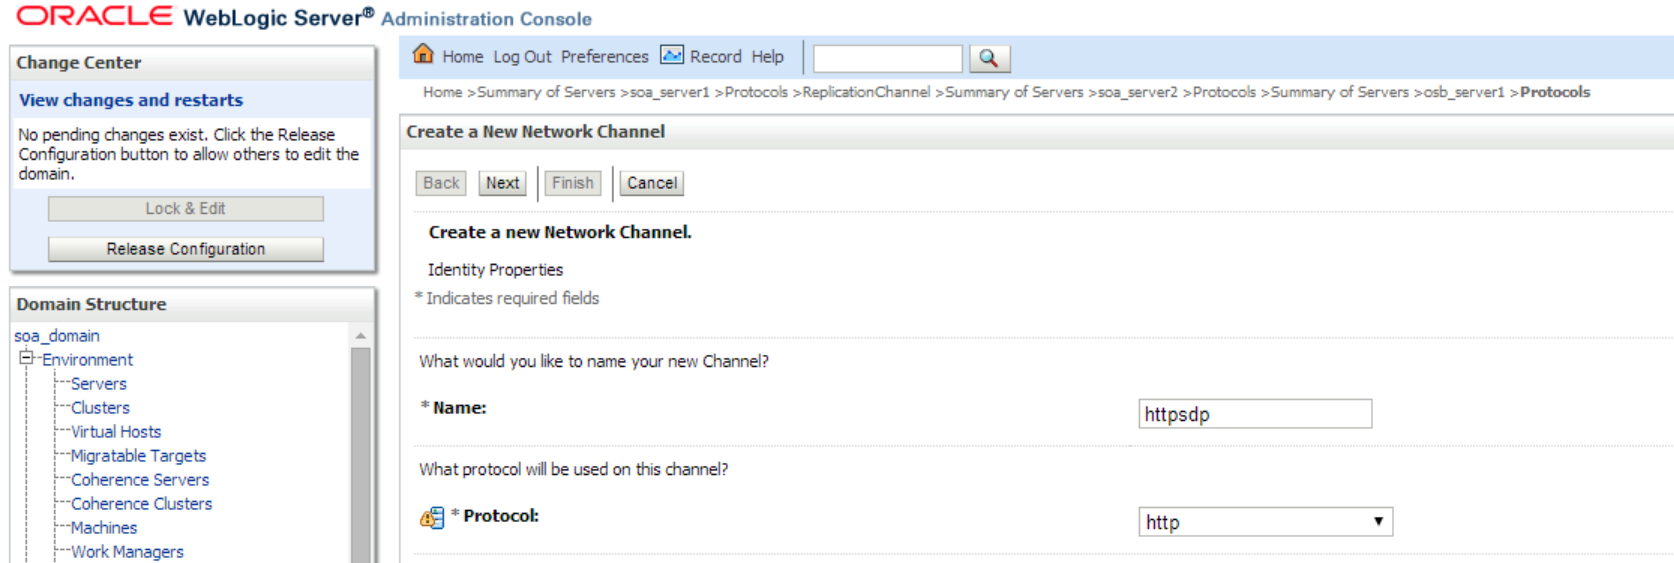 ORACLE WebLogic Server® Administration Console
Change Center
View changes and restarts
No pending changes exist. Click the Release
Configuration button to allow others to edit the
domain.
Lock & Edit
Release Configuration
Domain Structure
soa_domain
Environment
Servers
Clusters
Virtual Hosts
Migratable Targets
Coherence Servers
Coherence Clusters
Machines
Work Managers
Home Log Out Preferences Record Help
Home >Summary of Servers >soa_server1 >Protocols >ReplicationChannel >Summary of Servers >soa_server2 >Protocols >Summary of Servers >osb_server1 >Protocols
Create a New Network Channel
Back Next Finish Cancel
Create a new Network Channel.
Identity Properties
* Indicates required fields
What would you like to name your new Channel?
* Name: httpsdp
What protocol will be used on this channel?
* Protocol: http